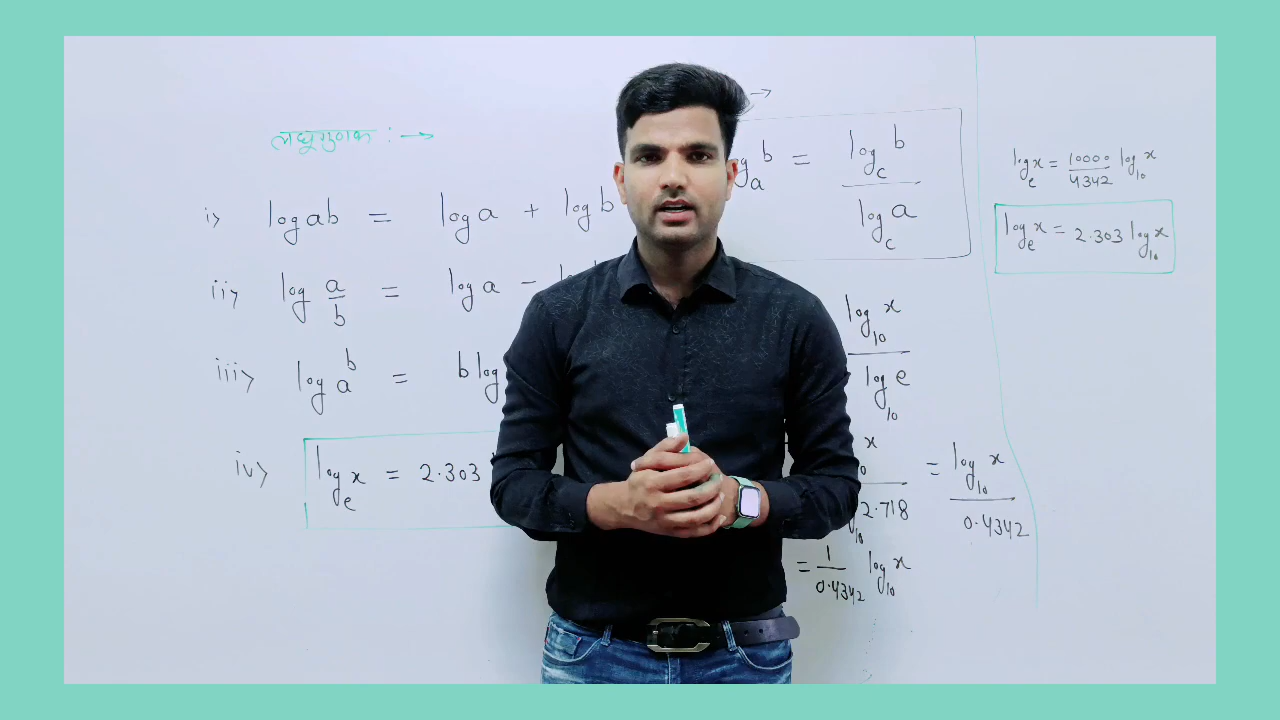 लघुगुणक :→
i> log ab = log a + log b
ii> log a/b = log a -
iii> log a^b = b log
iv> log_e x = 2.303
→
log_a b = log_c b / log_c a
log_10 x / log_10 e
x / 2.718 = log_10 x / 0.4342
= 1/0.4342 log_10 x
log_e x = 10000/4342 log_10 x
log_e x = 2.303 log_10 x